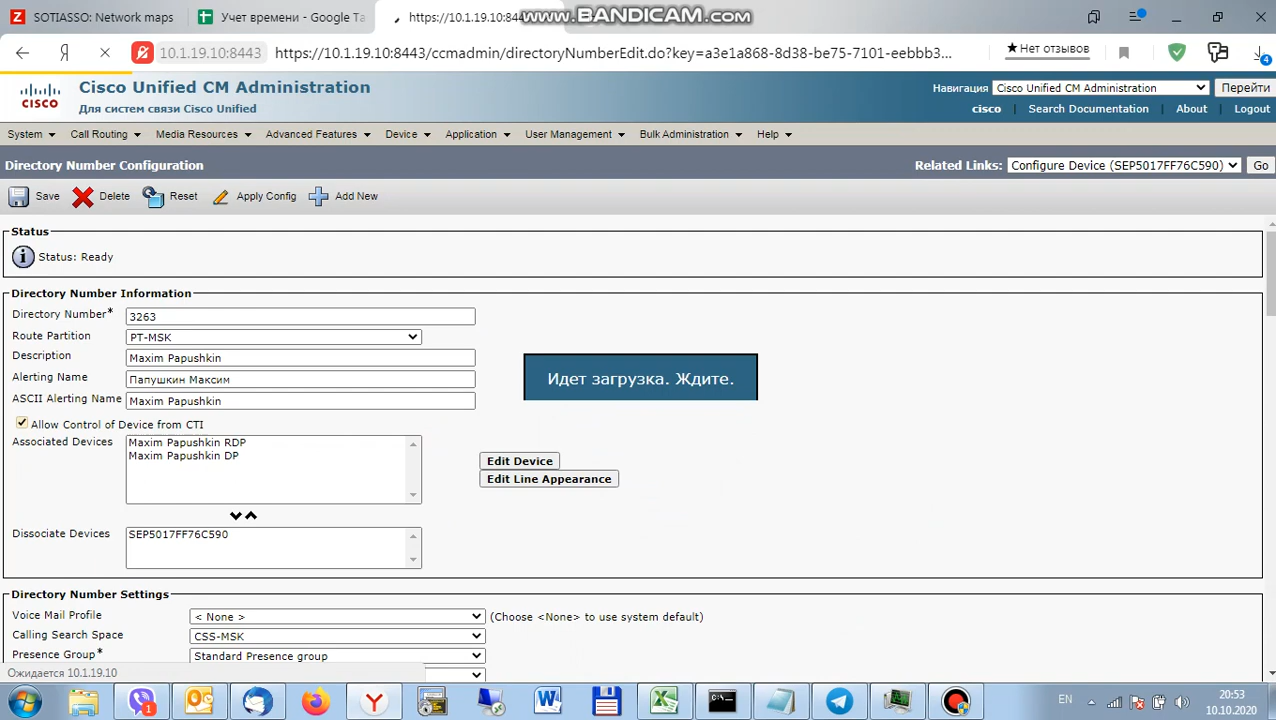 SOTIASSO: Network maps
Учет времени - Google Та
https://10.1.19.10:844
www.BANDICAM.com
10.1.19.10:8443
https://10.1.19.10:8443/ccmadmin/directoryNumberEdit.do?key=a3e1a868-8d38-be75-7101-eebbb3...
★Нет отзывов
4
CISCO
Cisco Unified CM Administration
Для систем связи Cisco Unified
Навигация
Cisco Unified CM Administration
Перейти
cisco
Search Documentation
About
Logout
System
Call Routing
Media Resources
Advanced Features
Device
Application
User Management
Bulk Administration
Help
Directory Number Configuration
Related Links:
Configure Device (SEP5017FF76C590)
Go
Save
Delete
Reset
Apply Config
Add New
Status
Status: Ready
Directory Number Information
Directory Number*
3263
Route Partition
PT-MSK
Description
Maxim Papushkin
Alerting Name
Папушкин Максим
ASCII Alerting Name
Maxim Papushkin
Идет загрузка. Ждите.
Allow Control of Device from CTI
Associated Devices
Maxim Papushkin RDP
Maxim Papushkin DP
Edit Device
Edit Line Appearance
Dissociate Devices
SEP5017FF76C590
Directory Number Settings
Voice Mail Profile
< None >
(Choose <None> to use system default)
Calling Search Space
CSS-MSK
Presence Group*
Standard Presence group
Ожидается 10.1.19.10
1
EN
20:53
10.10.2020